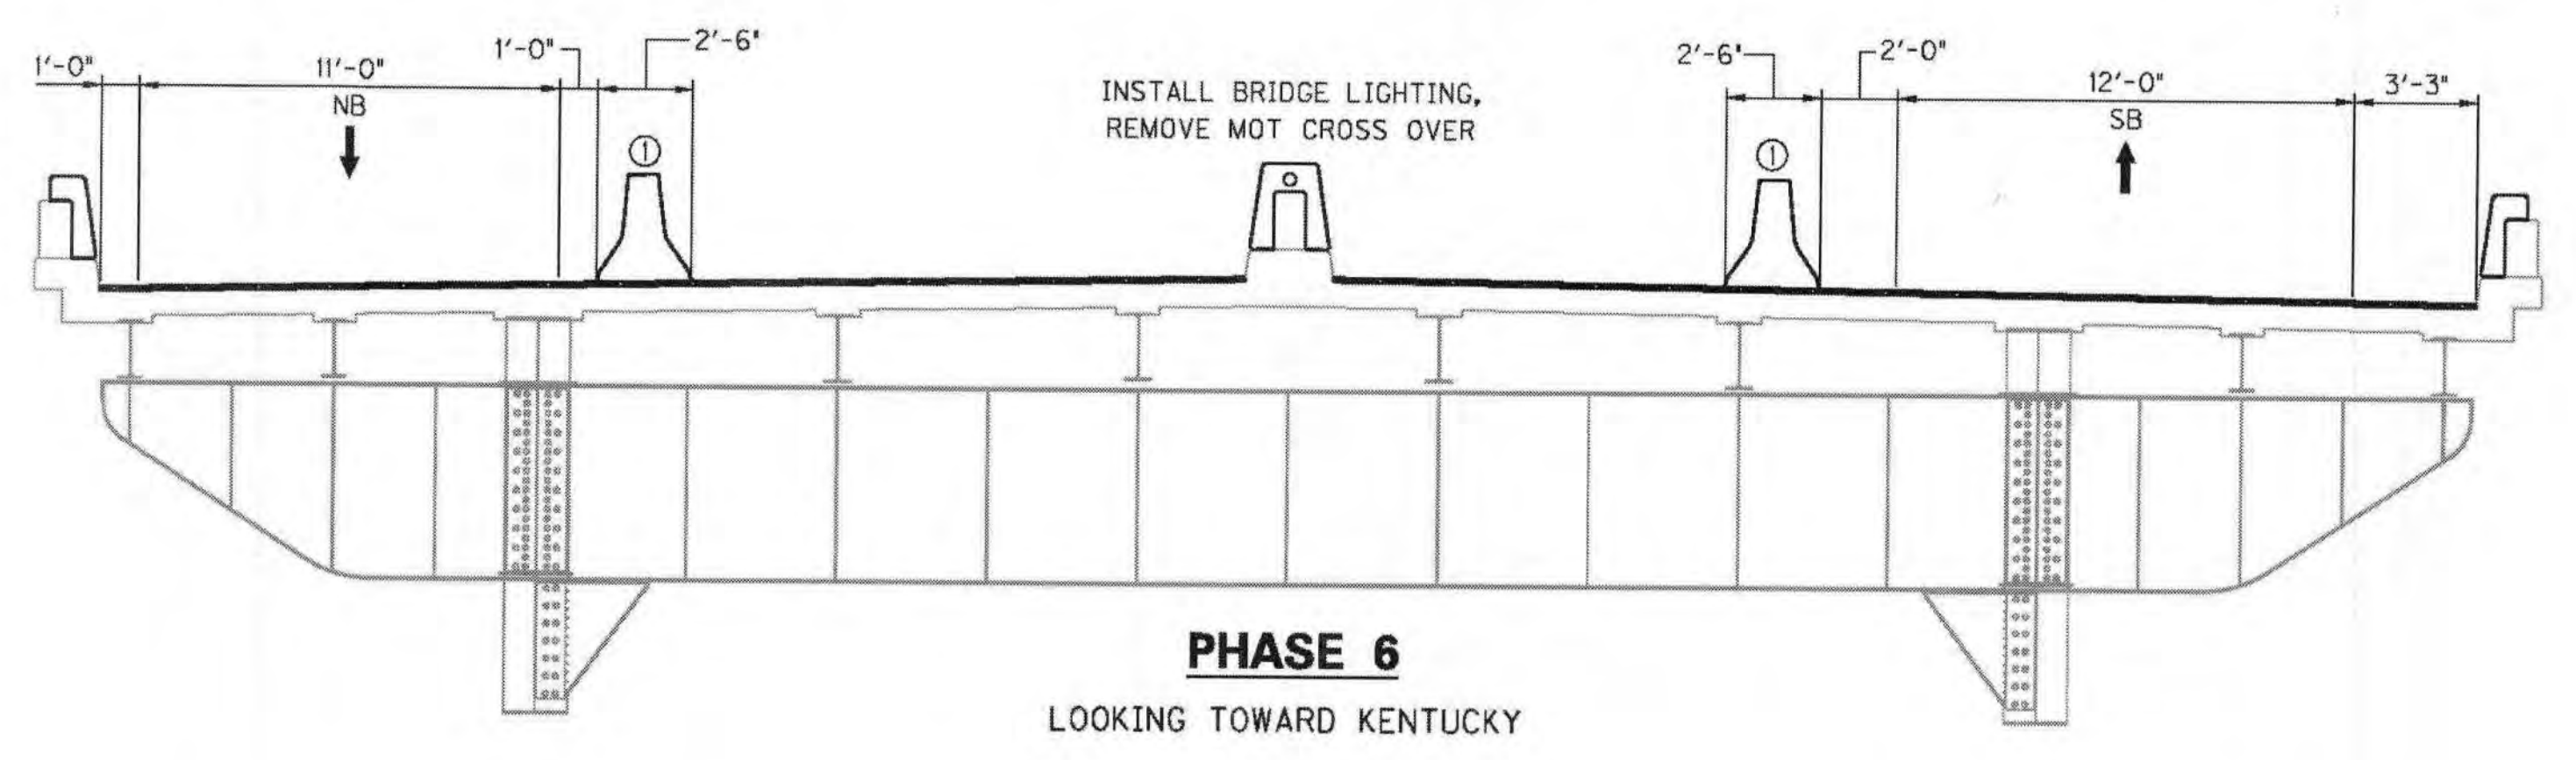 1'-0"
11'-0"
1'-0"
2'-6"
NB
①
INSTALL BRIDGE LIGHTING,
REMOVE MOT CROSS OVER
2'-6"
2'-0"
12'-0"
3'-3"
SB
①
PHASE 6
LOOKING TOWARD KENTUCKY